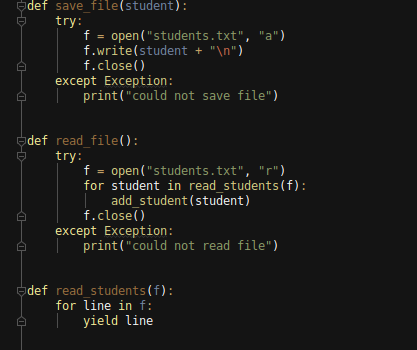 def save_file(student):
    try:
        f = open("students.txt", "a")
        f.write(student + "\n")
        f.close()
    except Exception:
        print("could not save file")
def read_file():
    try:
        f = open("students.txt", "r")
        for student in read_students(f):
            add_student(student)
        f.close()
    except Exception:
        print("could not read file")
def read_students(f):
    for line in f:
        yield line